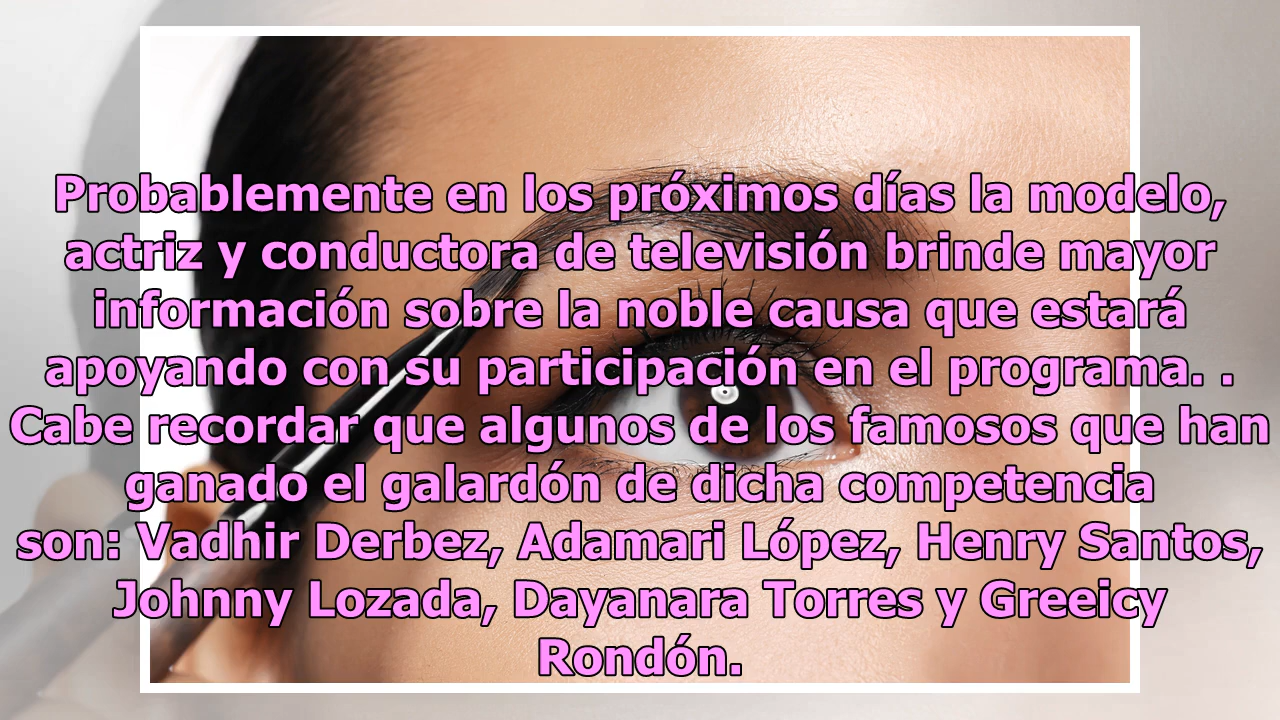 Probablemente en los próximos días la modelo,
actriz y conductora de televisión brinde mayor
información sobre la noble causa que estará
apoyando con su participación en el programa. .
Cabe recordar que algunos de los famosos que han
ganado el galardón de dicha competencia
son: Vadhir Derbez, Adamari López, Henry Santos,
Johnny Lozada, Dayanara Torres y Greeicy
Rondón.